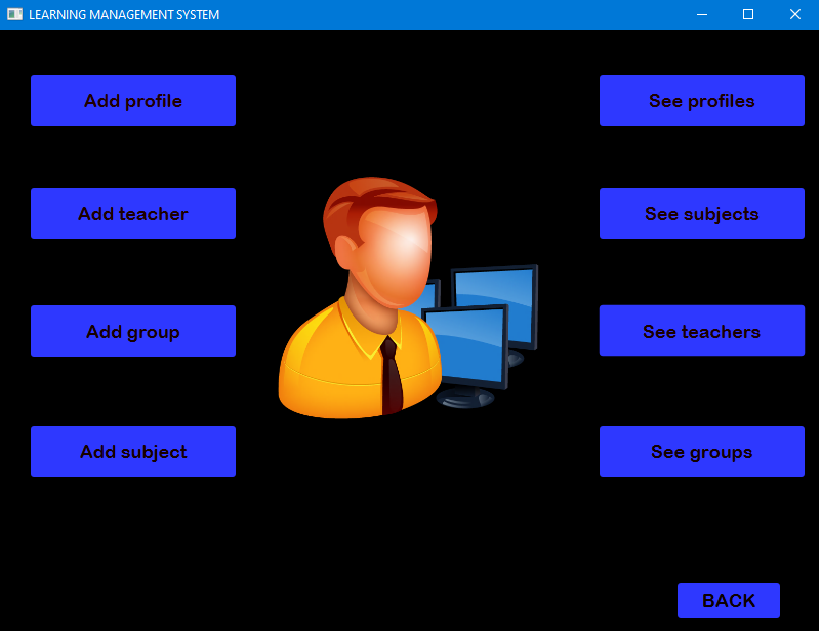 LEARNING MANAGEMENT SYSTEM
Add profile
See profiles
Add teacher
See subjects
Add group
See teachers
Add subject
See groups
BACK